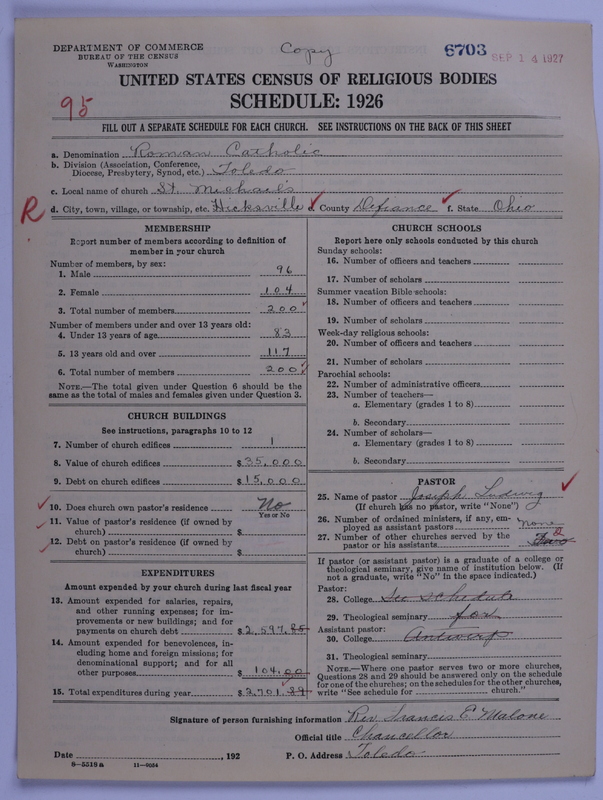 DEPARTMENT OF COMMERCE
BUREAU OF THE CENSUS
WASHINGTON
Copy
6703
SEP 14 1927
UNITED STATES CENSUS OF RELIGIOUS BODIES
95
SCHEDULE: 1926
FILL OUT A SEPARATE SCHEDULE FOR EACH CHURCH. SEE INSTRUCTIONS ON THE BACK OF THIS SHEET
a. Denomination Roman Catholic
b. Division (Association, Conference, Diocese, Presbytery, Synod, etc.) Toledo
c. Local name of church St. Michael's
R d. City, town, village, or township, etc. Hicksville e. County Defiance f. State Ohio
MEMBERSHIP
Report number of members according to definition of
member in your church
Number of members, by sex:
1. Male 96
2. Female 104
3. Total number of members 200
Number of members under and over 13 years old:
4. Under 13 years of age 83
5. 13 years old and over 117
6. Total number of members 200
NOTE.—The total given under Question 6 should be the
same as the total of males and females given under Question 3.
CHURCH BUILDINGS
See instructions, paragraphs 10 to 12
7. Number of church edifices 1
8. Value of church edifices $35,000
9. Debt on church edifices $15,000
10. Does church own pastor's residence No
Yes or No
11. Value of pastor's residence (if owned by
church) $
12. Debt on pastor's residence (if owned by
church) $
EXPENDITURES
Amount expended by your church during last fiscal year
13. Amount expended for salaries, repairs,
and other running expenses; for im-
provements or new buildings; and for
payments on church debt $2,597.
14. Amount expended for benevolences, in-
cluding home and foreign missions; for
denominational support; and for all
other purposes $104.00
15. Total expenditures during year $2,701.
CHURCH SCHOOLS
Report here only schools conducted by this church
Sunday schools:
16. Number of officers and teachers
17. Number of scholars
Summer vacation Bible schools:
18. Number of officers and teachers
19. Number of scholars
Week-day religious schools:
20. Number of officers and teachers
21. Number of scholars
Parochial schools:
22. Number of administrative officers
23. Number of teachers—
a. Elementary (grades 1 to 8)
b. Secondary
24. Number of scholars—
a. Elementary (grades 1 to 8)
b. Secondary
PASTOR
25. Name of pastor Joseph Ludwig
(If church has no pastor, write "None")
26. Number of ordained ministers, if any, em-
ployed as assistant pastors none
27. Number of other churches served by the
pastor or his assistants 2
If pastor (or assistant pastor) is a graduate of a college or
theological seminary, give name of institution below. (If
not a graduate, write "No" in the space indicated.)
Pastor:
28. College See schedule
29. Theological seminary for
Assistant pastor:
30. College Antwerp
31. Theological seminary
NOTE.—Where one pastor serves two or more churches,
Questions 28 and 29 should be answered only on the schedule
for one of the churches; on the schedules for the other churches,
write "See schedule for church."
Signature of person furnishing information Rev. Francis E. Malone
Official title Chancellor
Date , 192 P. O. Address Toledo
8—5519a 11—9034